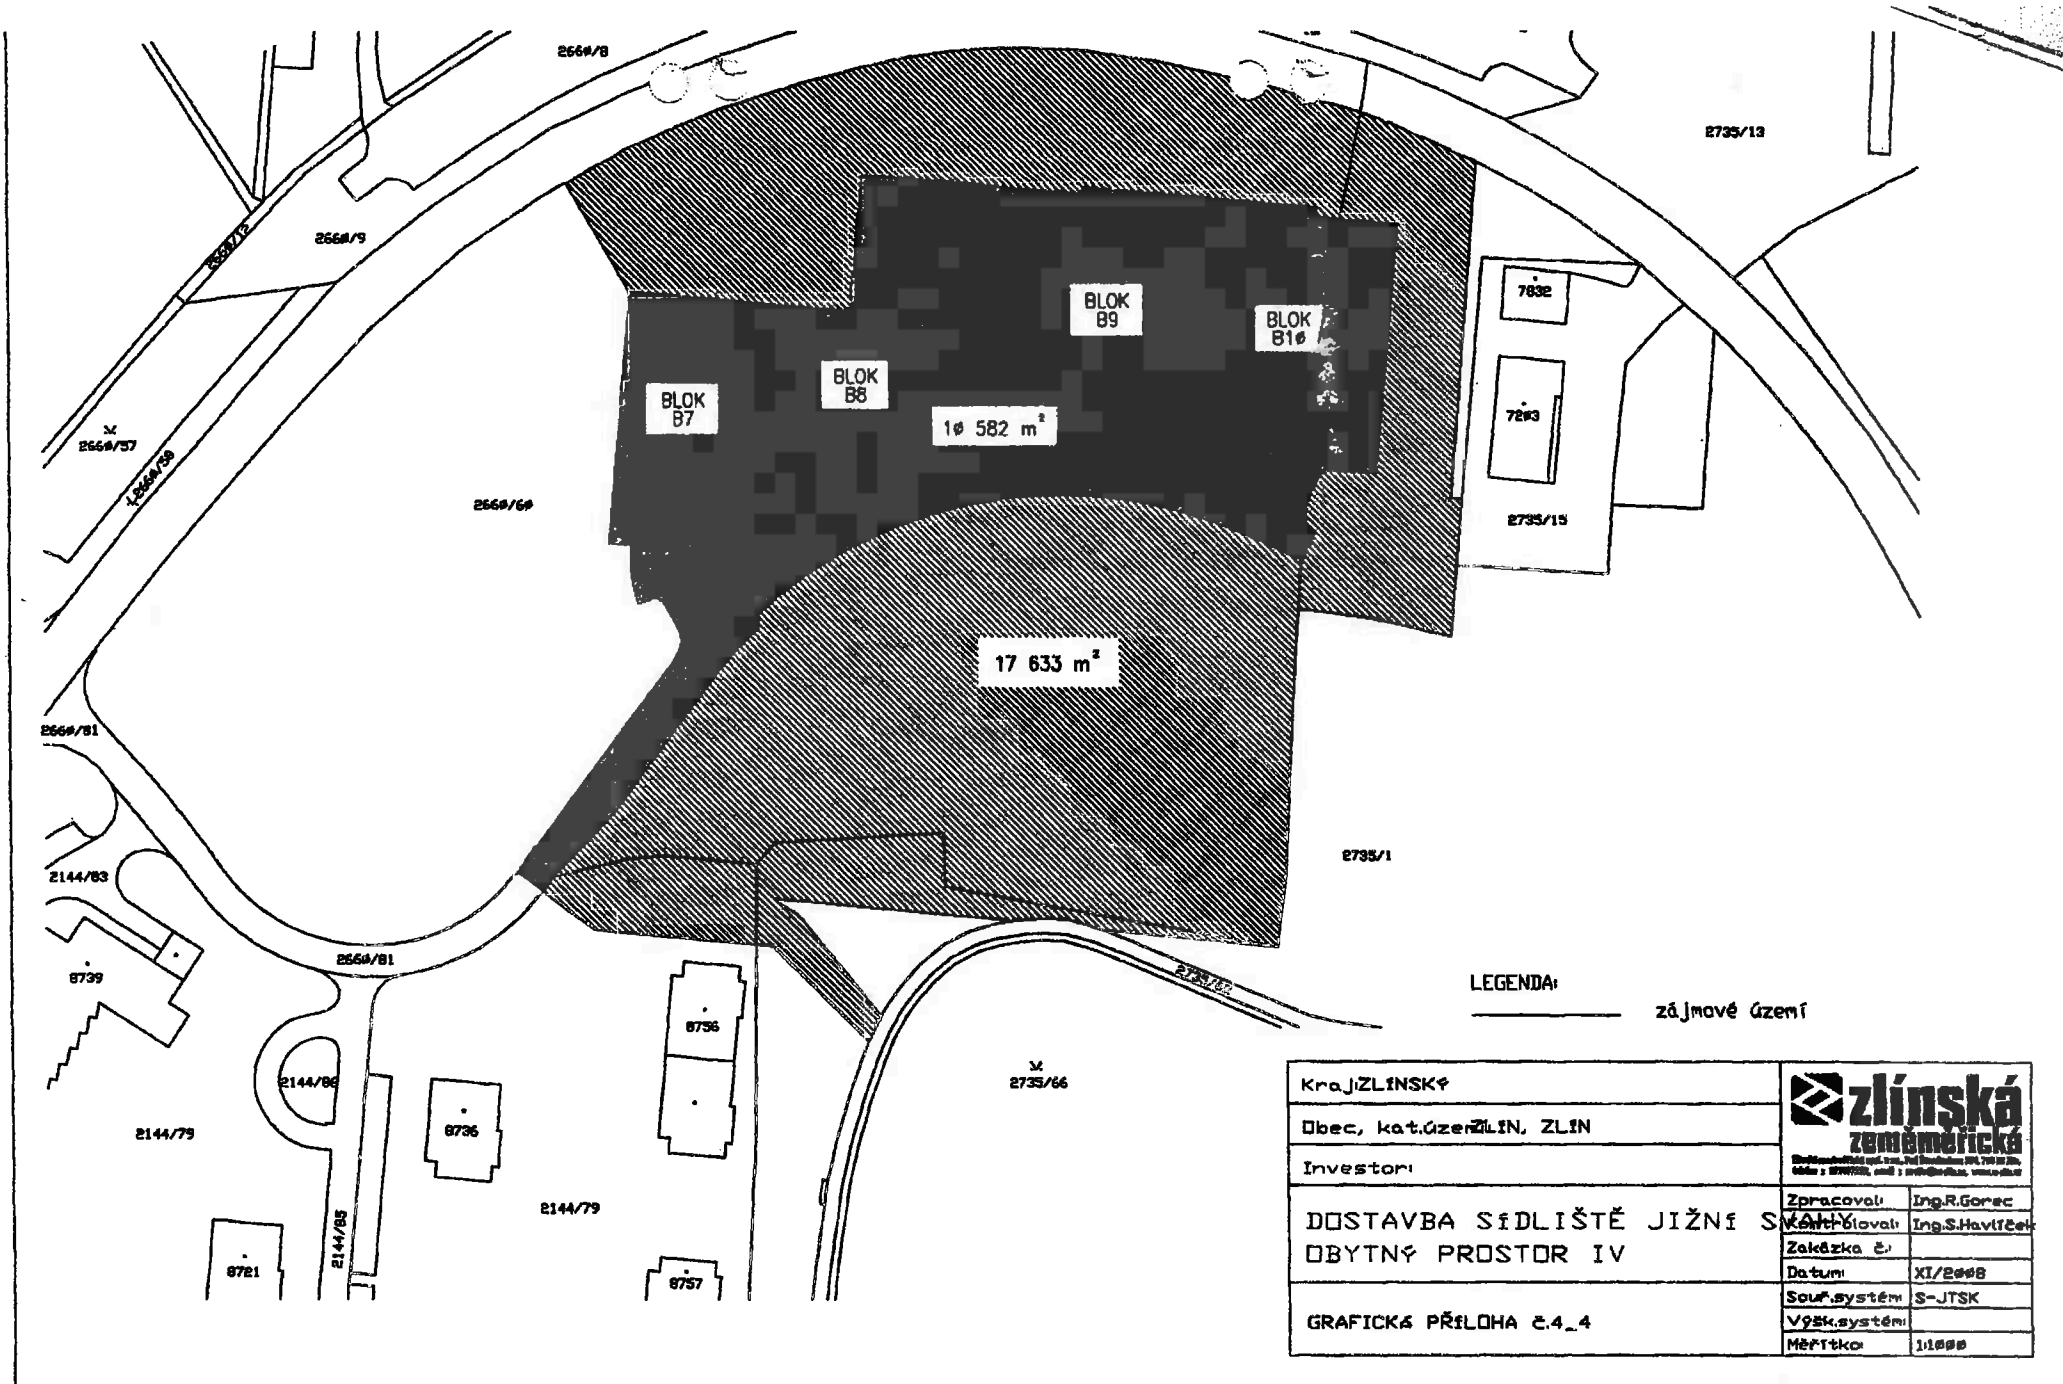 2660/8
2735/13
2660/12
2660/9
7032
BLOK
B9
BLOK
B10
BLOK
B8
BLOK
B7
10 582 m²
7203
2660/57
2660/58
2660/60
2735/15
17 633 m²
2660/81
2735/1
2144/83
2660/81
8739
8756
2144/86
2735/66
2144/79
8736
2144/79
2144/85
8721
8757
LEGENDA:
zájmové území
Kraj:ZLÍNSKÝ
Obec, kat.území:ZLÍN, ZLÍN
Investor:
DOSTAVBA SÍDLIŠTĚ JIŽNÍ SVAHY
OBYTNÝ PROSTOR IV
GRAFICKÁ PŘÍLOHA č.4_4
zlínská
zeměměřická
Zpracoval: Ing.R.Gorec
Kontroloval: Ing.S.Havlíček
Zakázka č.:
Datum: XI/2008
Souř.systém: S-JTSK
Výšk.systém:
Měřítko: 1:1000